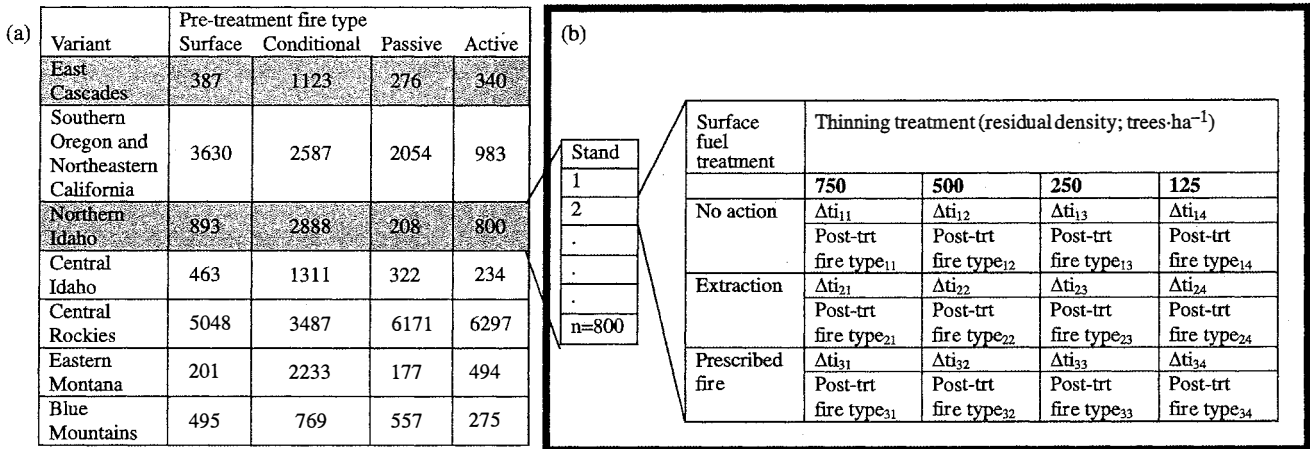 (a)
Pre-treatment fire type
Variant Surface Conditional Passive Active
East Cascades 387 1123 276 340
Southern Oregon and Northeastern California 3630 2587 2054 983
Northern Idaho 893 2888 208 800
Central Idaho 463 1311 322 234
Central Rockies 5048 3487 6171 6297
Eastern Montana 201 2233 177 494
Blue Mountains 495 769 557 275
(b)
Stand
1
2
.
.
.
n=800
Surface fuel treatment Thinning treatment (residual density; trees·ha⁻¹)
750 500 250 125
No action Δti₁₁ Δti₁₂ Δti₁₃ Δti₁₄
Post-trt Post-trt Post-trt Post-trt
fire type₁₁ fire type₁₂ fire type₁₃ fire type₁₄
Extraction Δti₂₁ Δti₂₂ Δti₂₃ Δti₂₄
Post-trt Post-trt Post-trt Post-trt
fire type₂₁ fire type₂₂ fire type₂₃ fire type₂₄
Prescribed fire Δti₃₁ Δti₃₂ Δti₃₃ Δti₃₄
Post-trt Post-trt Post-trt Post-trt
fire type₃₁ fire type₃₂ fire type₃₃ fire type₃₄